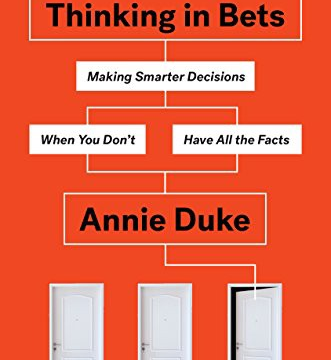 Thinking in Bets
Making Smarter Decisions
When You Don't
Have All the Facts
Annie Duke